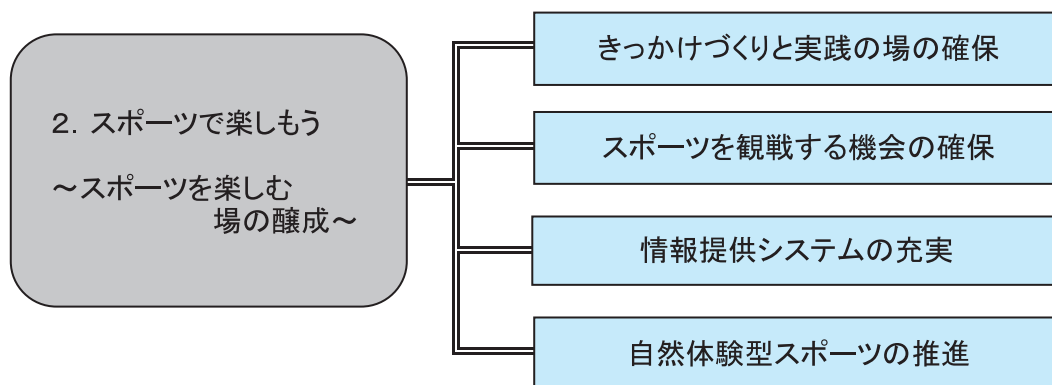 2．スポーツで楽しもう
～スポーツを楽しむ
場の醸成～
きっかけづくりと実践の場の確保
スポーツを観戦する機会の確保
情報提供システムの充実
自然体験型スポーツの推進